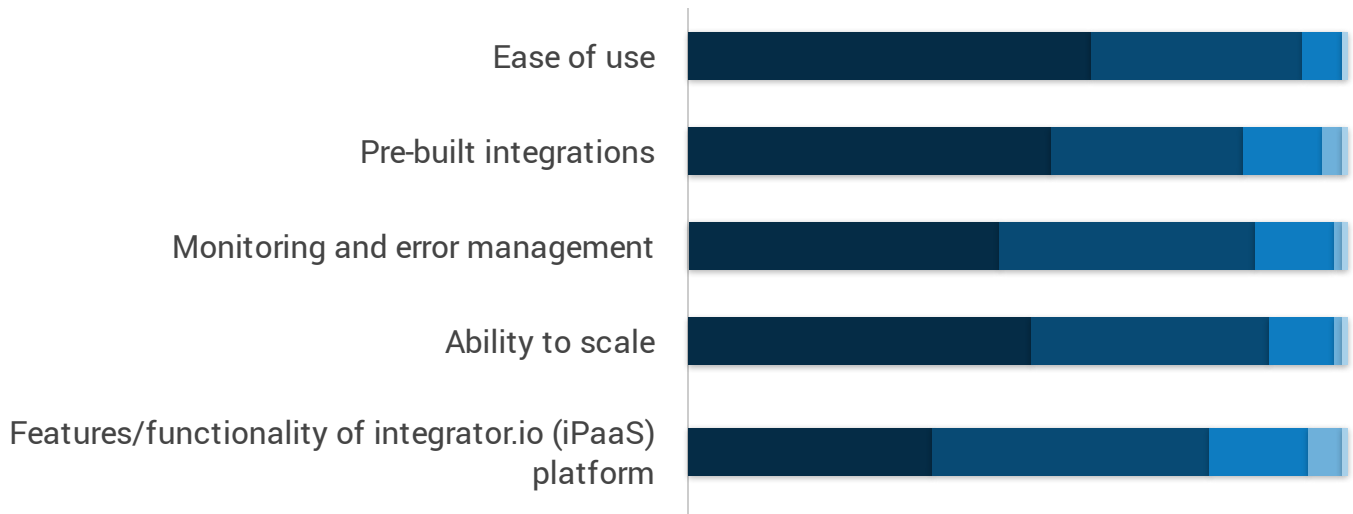 Ease of use
Pre-built integrations
Monitoring and error management
Ability to scale
Features/functionality of integrator.io (iPaaS)
platform